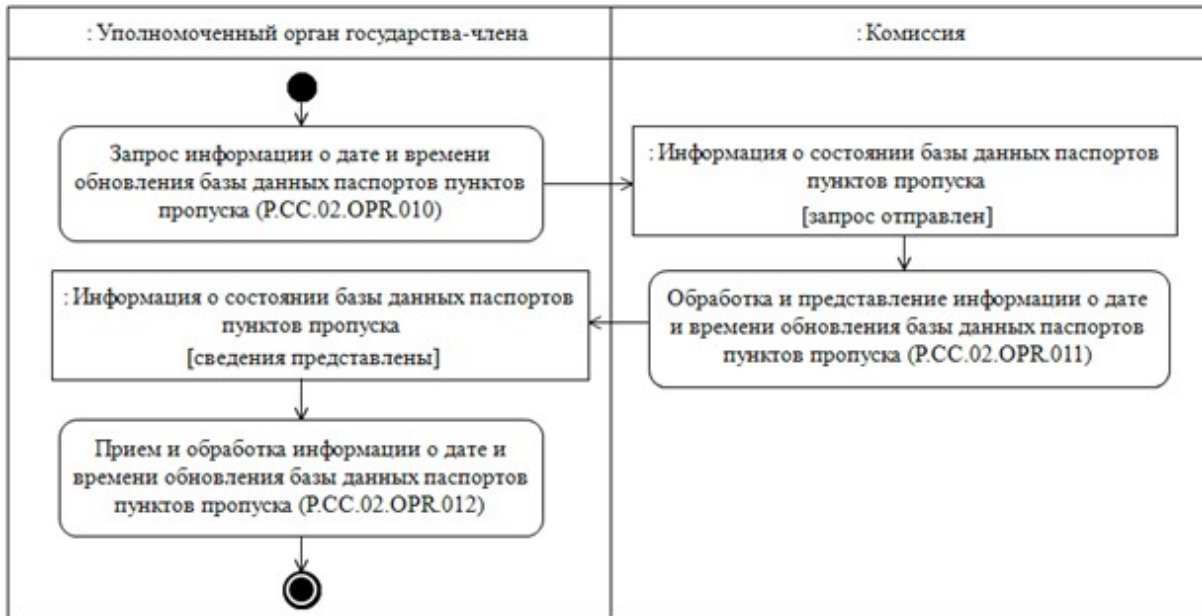 : Уполномоченный орган государства-члена
: Комиссия
Запрос информации о дате и времени
обновления базы данных паспортов пунктов
пропуска (P.CC.02.OPR.010)
: Информация о состоянии базы данных паспортов
пунктов пропуска
[запрос отправлен]
: Информация о состоянии базы данных паспортов
пунктов пропуска
[сведения представлены]
Обработка и представление информации о дате
и времени обновления базы данных паспортов
пунктов пропуска (P.CC.02.OPR.011)
Прием и обработка информации о дате и
времени обновления базы данных паспортов
пунктов пропуска (P.CC.02.OPR.012)